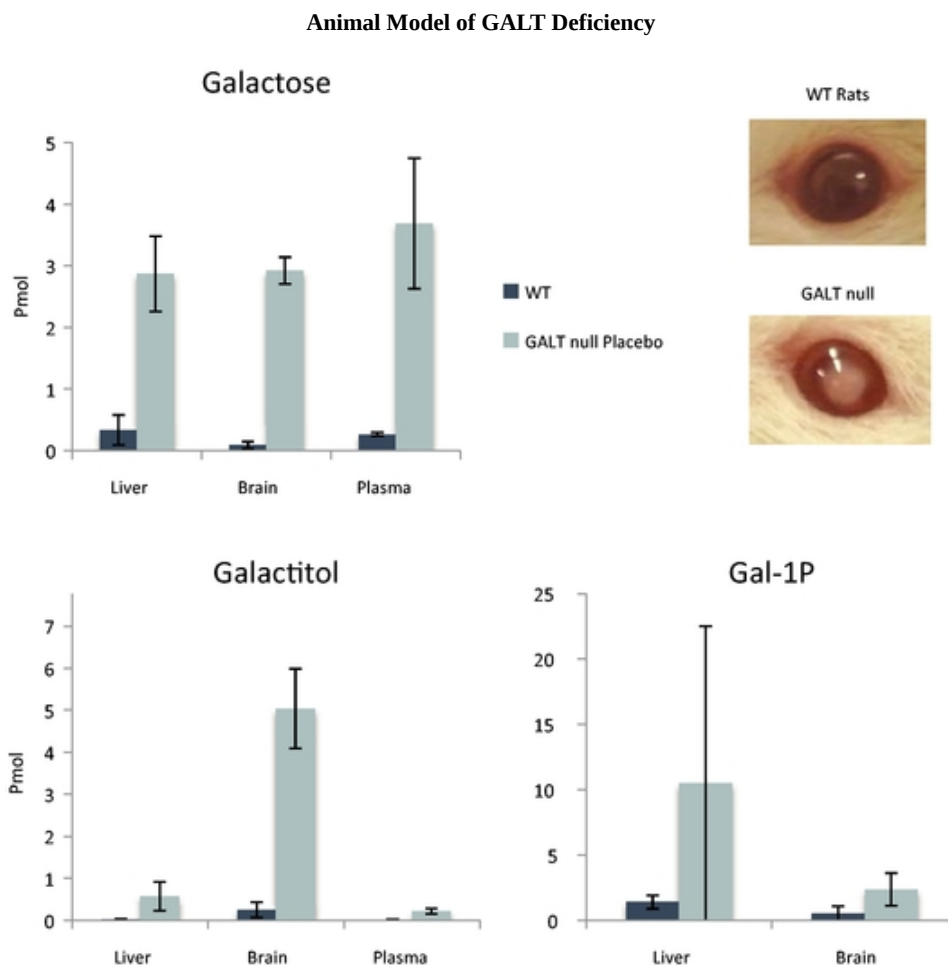 Animal Model of GALT Deficiency
Galactose
Pmol
5
4
3
2
1
0
Liver Brain Plasma
WT
GALT null Placebo
WT Rats
GALT null
Galactitol
Pmol
7
6
5
4
3
2
1
0
Liver Brain Plasma
Gal-1P
25
20
15
10
5
0
Liver Brain